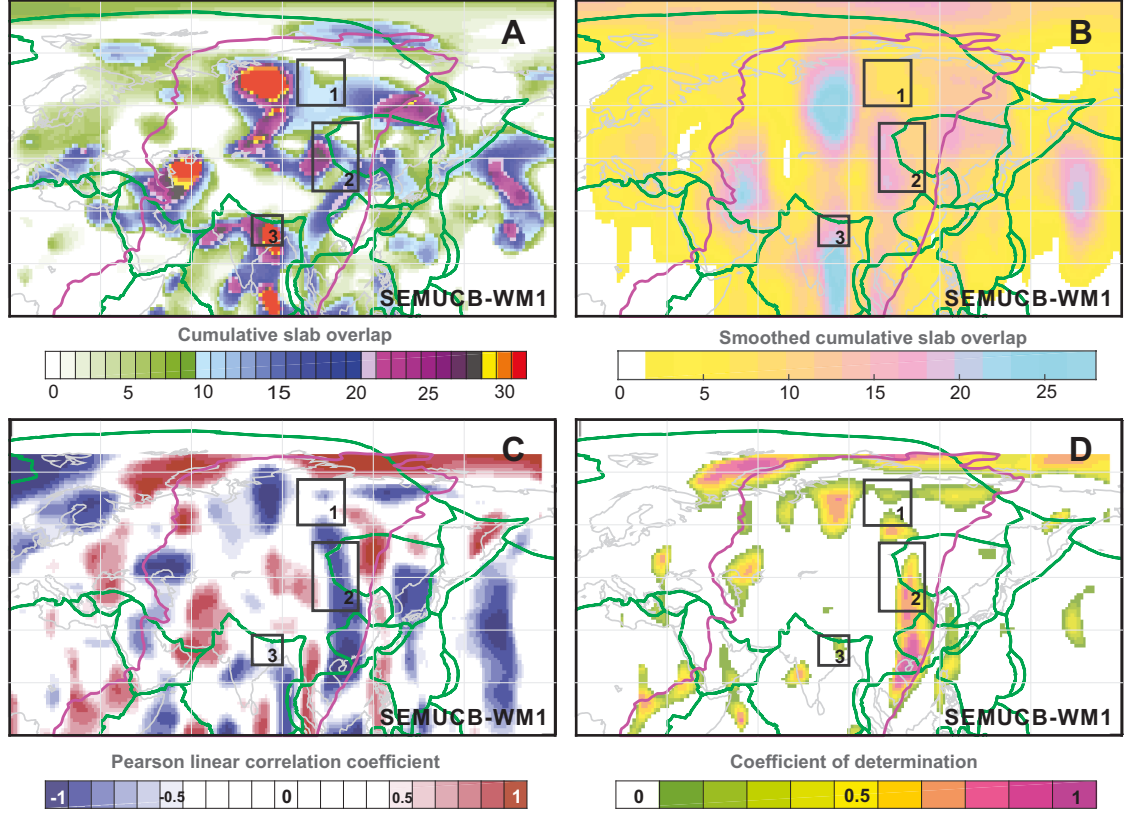 A
1
2
3
SEMUCB-WM1
B
1
2
3
SEMUCB-WM1
Cumulative slab overlap
0 5 10 15 20 25 30
Smoothed cumulative slab overlap
0 5 10 15 20 25
C
1
2
3
SEMUCB-WM1
D
1
2
3
SEMUCB-WM1
Pearson linear correlation coefficient
-1 -0.5 0 0.5 1
Coefficient of determination
0 0.5 1